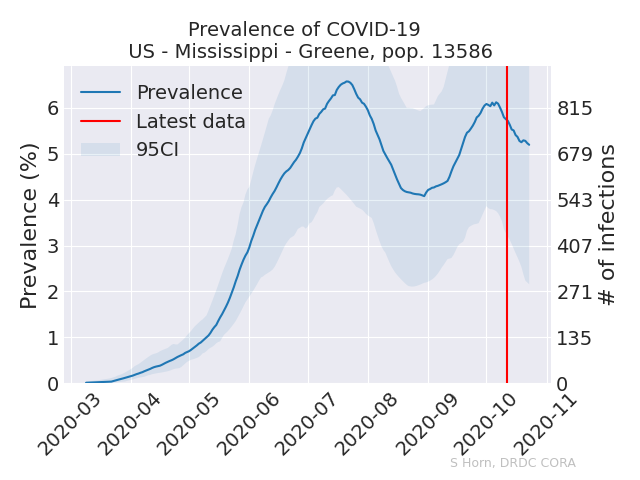 Prevalence of COVID-19
US - Mississippi - Greene, pop. 13586
Prevalence
Latest data
95CI
Prevalence (%)
6
5
4
3
2
1
0
815
679
543
407
271
135
0
# of infections
2020-03
2020-04
2020-05
2020-06
2020-07
2020-08
2020-09
2020-10
2020-11
S Horn, DRDC CORA